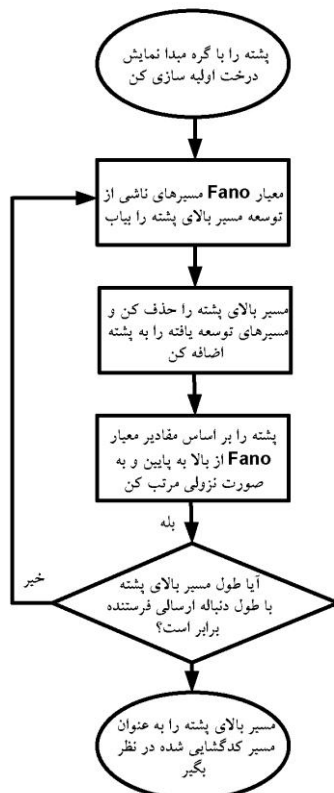 پشته را با گره مبدا نمایش
درخت اولیه سازی کن
معیار Fano مسیرهای ناشی از
توسعه مسیر بالای پشته را بیاب
مسیر بالای پشته را حذف کن و
مسیرهای توسعه یافته را به پشته
اضافه کن
پشته را بر اساس مقادیر معیار
Fano از بالا به پایین و به
صورت نزولی مرتب کن
بله
خیر
آیا طول مسیر بالای پشته
با طول دنباله ارسالی فرستنده
برابر است؟
مسیر بالای پشته را به عنوان
مسیر کدگشایی شده در نظر
بگیر